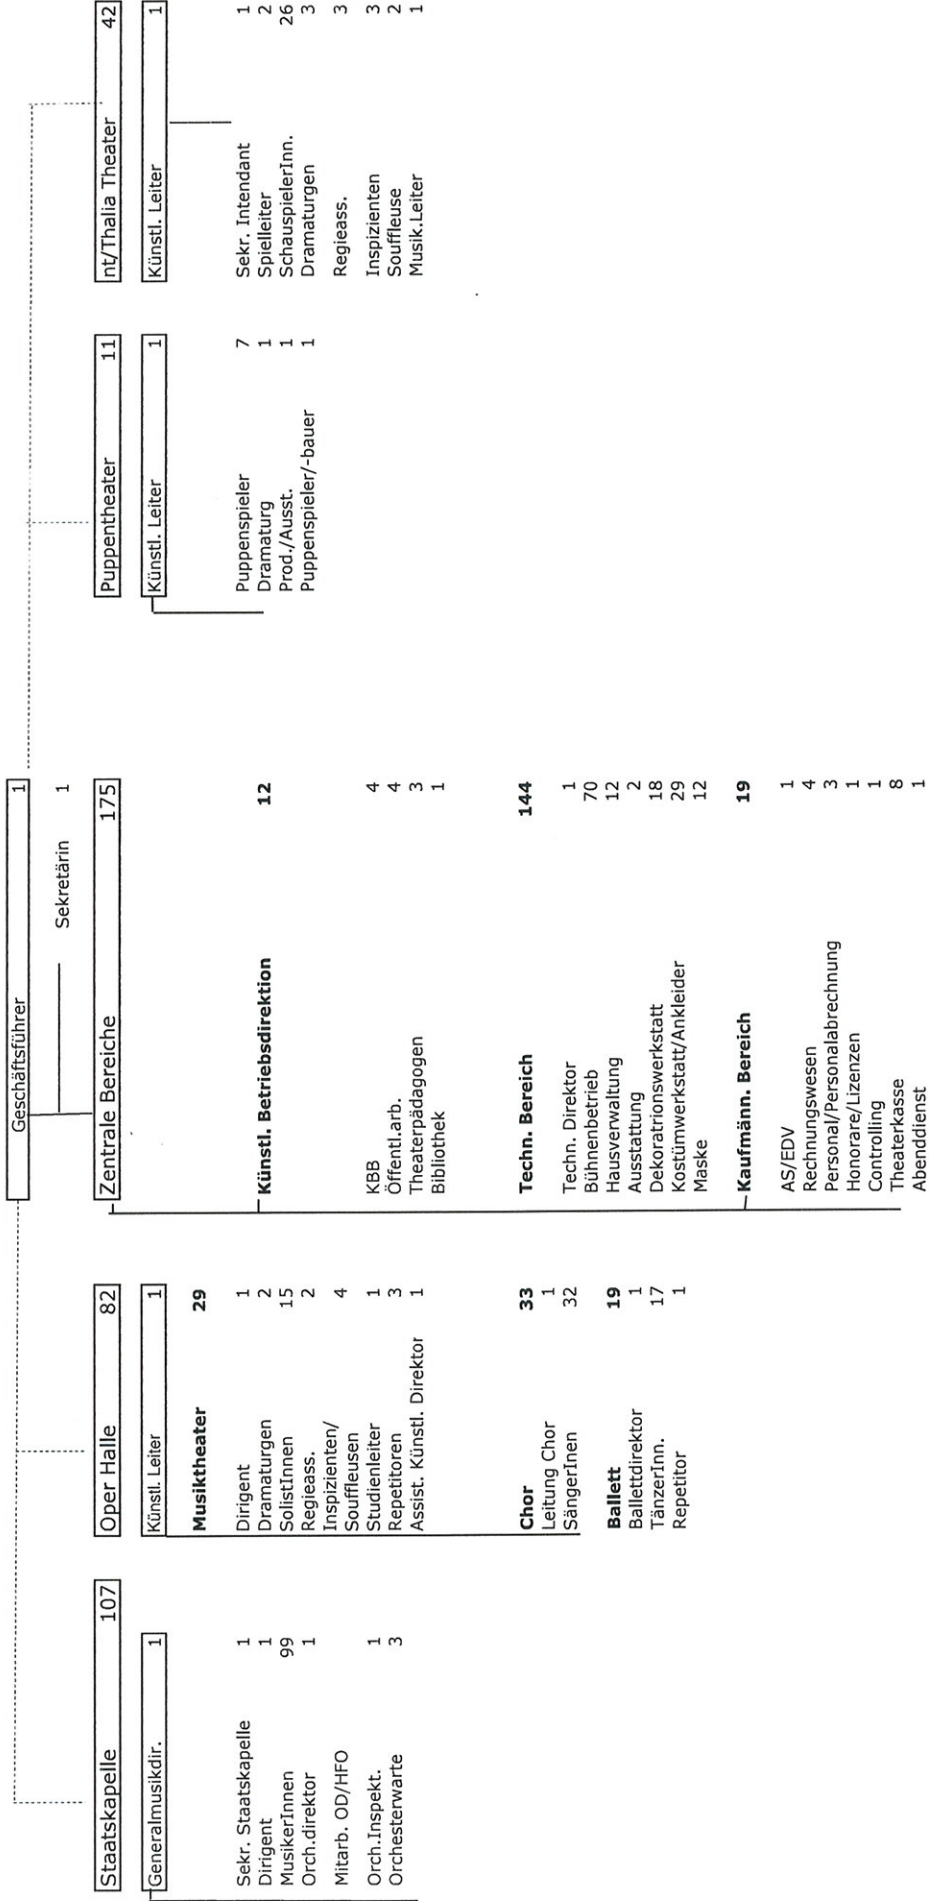 Geschäftsführer 1
Sekretärin 1
Staatskapelle 107
Generalmusikdir. 1
Sekr. Staatskapelle 1
Dirigent 1
MusikerInnen 99
Orch.direktor 1
Mitarb. OD/HFO
Orch.Inspekt. 1
Orchesterwarte 3
Oper Halle 82
Künstl. Leiter 1
Musiktheater 29
Dirigent 1
Dramaturgen 2
SolistInnen 15
Regieass. 2
Inspizienten/
Souffleusen 4
Studienleiter 1
Repetitoren 3
Assist. Künstl. Direktor 1
Chor 33
Leitung Chor 1
SängerInen 32
Ballett 19
Ballettdirektor 1
TänzerInn. 17
Repetitor 1
Zentrale Bereiche 175
Künstl. Betriebsdirektion 12
KBB 4
Öffentl.arb. 4
Theaterpädagogen 3
Bibliothek 1
Techn. Bereich 144
Techn. Direktor 1
Bühnenbetrieb 70
Hausverwaltung 12
Ausstattung 2
Dekoratrionswerkstatt 18
Kostümwerkstatt/Ankleider 29
Maske 12
Kaufmänn. Bereich 19
AS/EDV 1
Rechnungswesen 4
Personal/Personalabrechnung 3
Honorare/Lizenzen 1
Controlling 1
Theaterkasse 8
Abenddienst 1
Puppentheater 11
Künstl. Leiter 1
Puppenspieler 7
Dramaturg 1
Prod./Ausst. 1
Puppenspieler/-bauer 1
nt/Thalia Theater 42
Künstl. Leiter 1
Sekr. Intendant 1
Spielleiter 2
SchauspielerInn. 26
Dramaturgen 3
Regieass. 3
Inspizienten 3
Souffleuse 2
Musik.Leiter 1